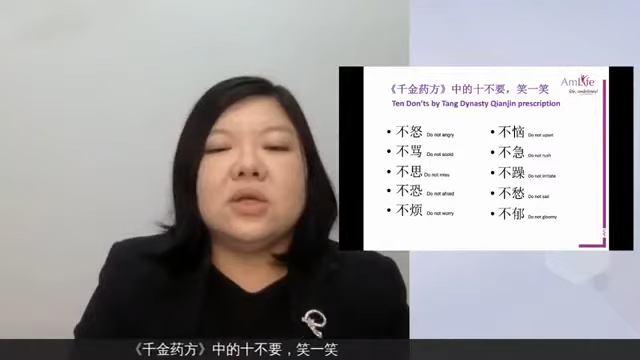 AmLife
life, redefined!
《千金药方》中的十不要，笑一笑
Ten Don'ts by Tang Dynasty Qianjin prescription
• 不怒 Do not angry
• 不骂 Do not scold
• 不思 Do not miss
• 不恐 Do not afraid
• 不烦 Do not worry
• 不恼 Do not upset
• 不急 Do not rush
• 不躁 Do not irritate
• 不愁 Do not sad
• 不郁 Do not gloomy
《千金药方》中的十不要，笑一笑